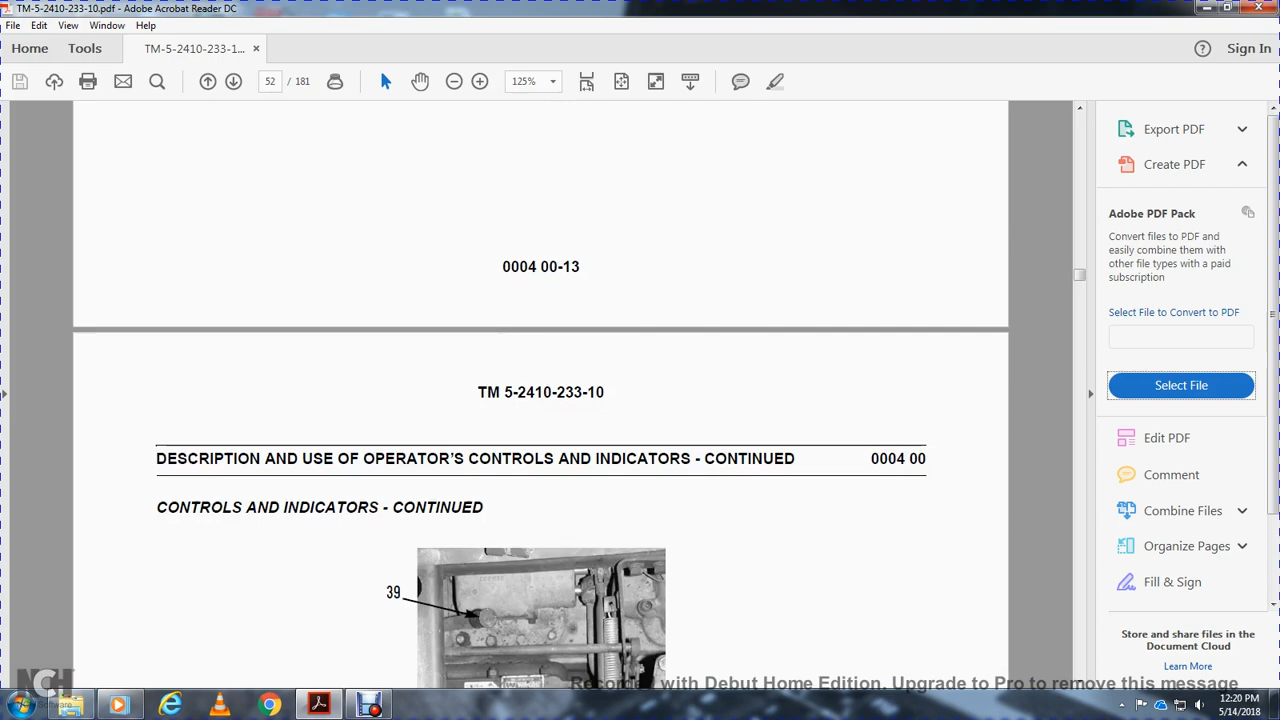 TM-5-2410-233-10.pdf - Adobe Acrobat Reader DC
File Edit View Window Help
Home Tools TM-5-2410-233-1... × Sign In
52 / 181 125%
Export PDF
Create PDF
Adobe PDF Pack
Convert files to PDF and
easily combine them with
other file types with a paid
subscription
Select File to Convert to PDF
Select File
Edit PDF
Comment
Combine Files
Organize Pages
Fill & Sign
Store and share files in the
Document Cloud
Learn More
0004 00-13
TM 5-2410-233-10
DESCRIPTION AND USE OF OPERATOR'S CONTROLS AND INDICATORS - CONTINUED 0004 00
CONTROLS AND INDICATORS - CONTINUED
39
NCH
Software
Recorded with Debut Home Edition. Upgrade to Pro to remove this message
12:20 PM
5/14/2018